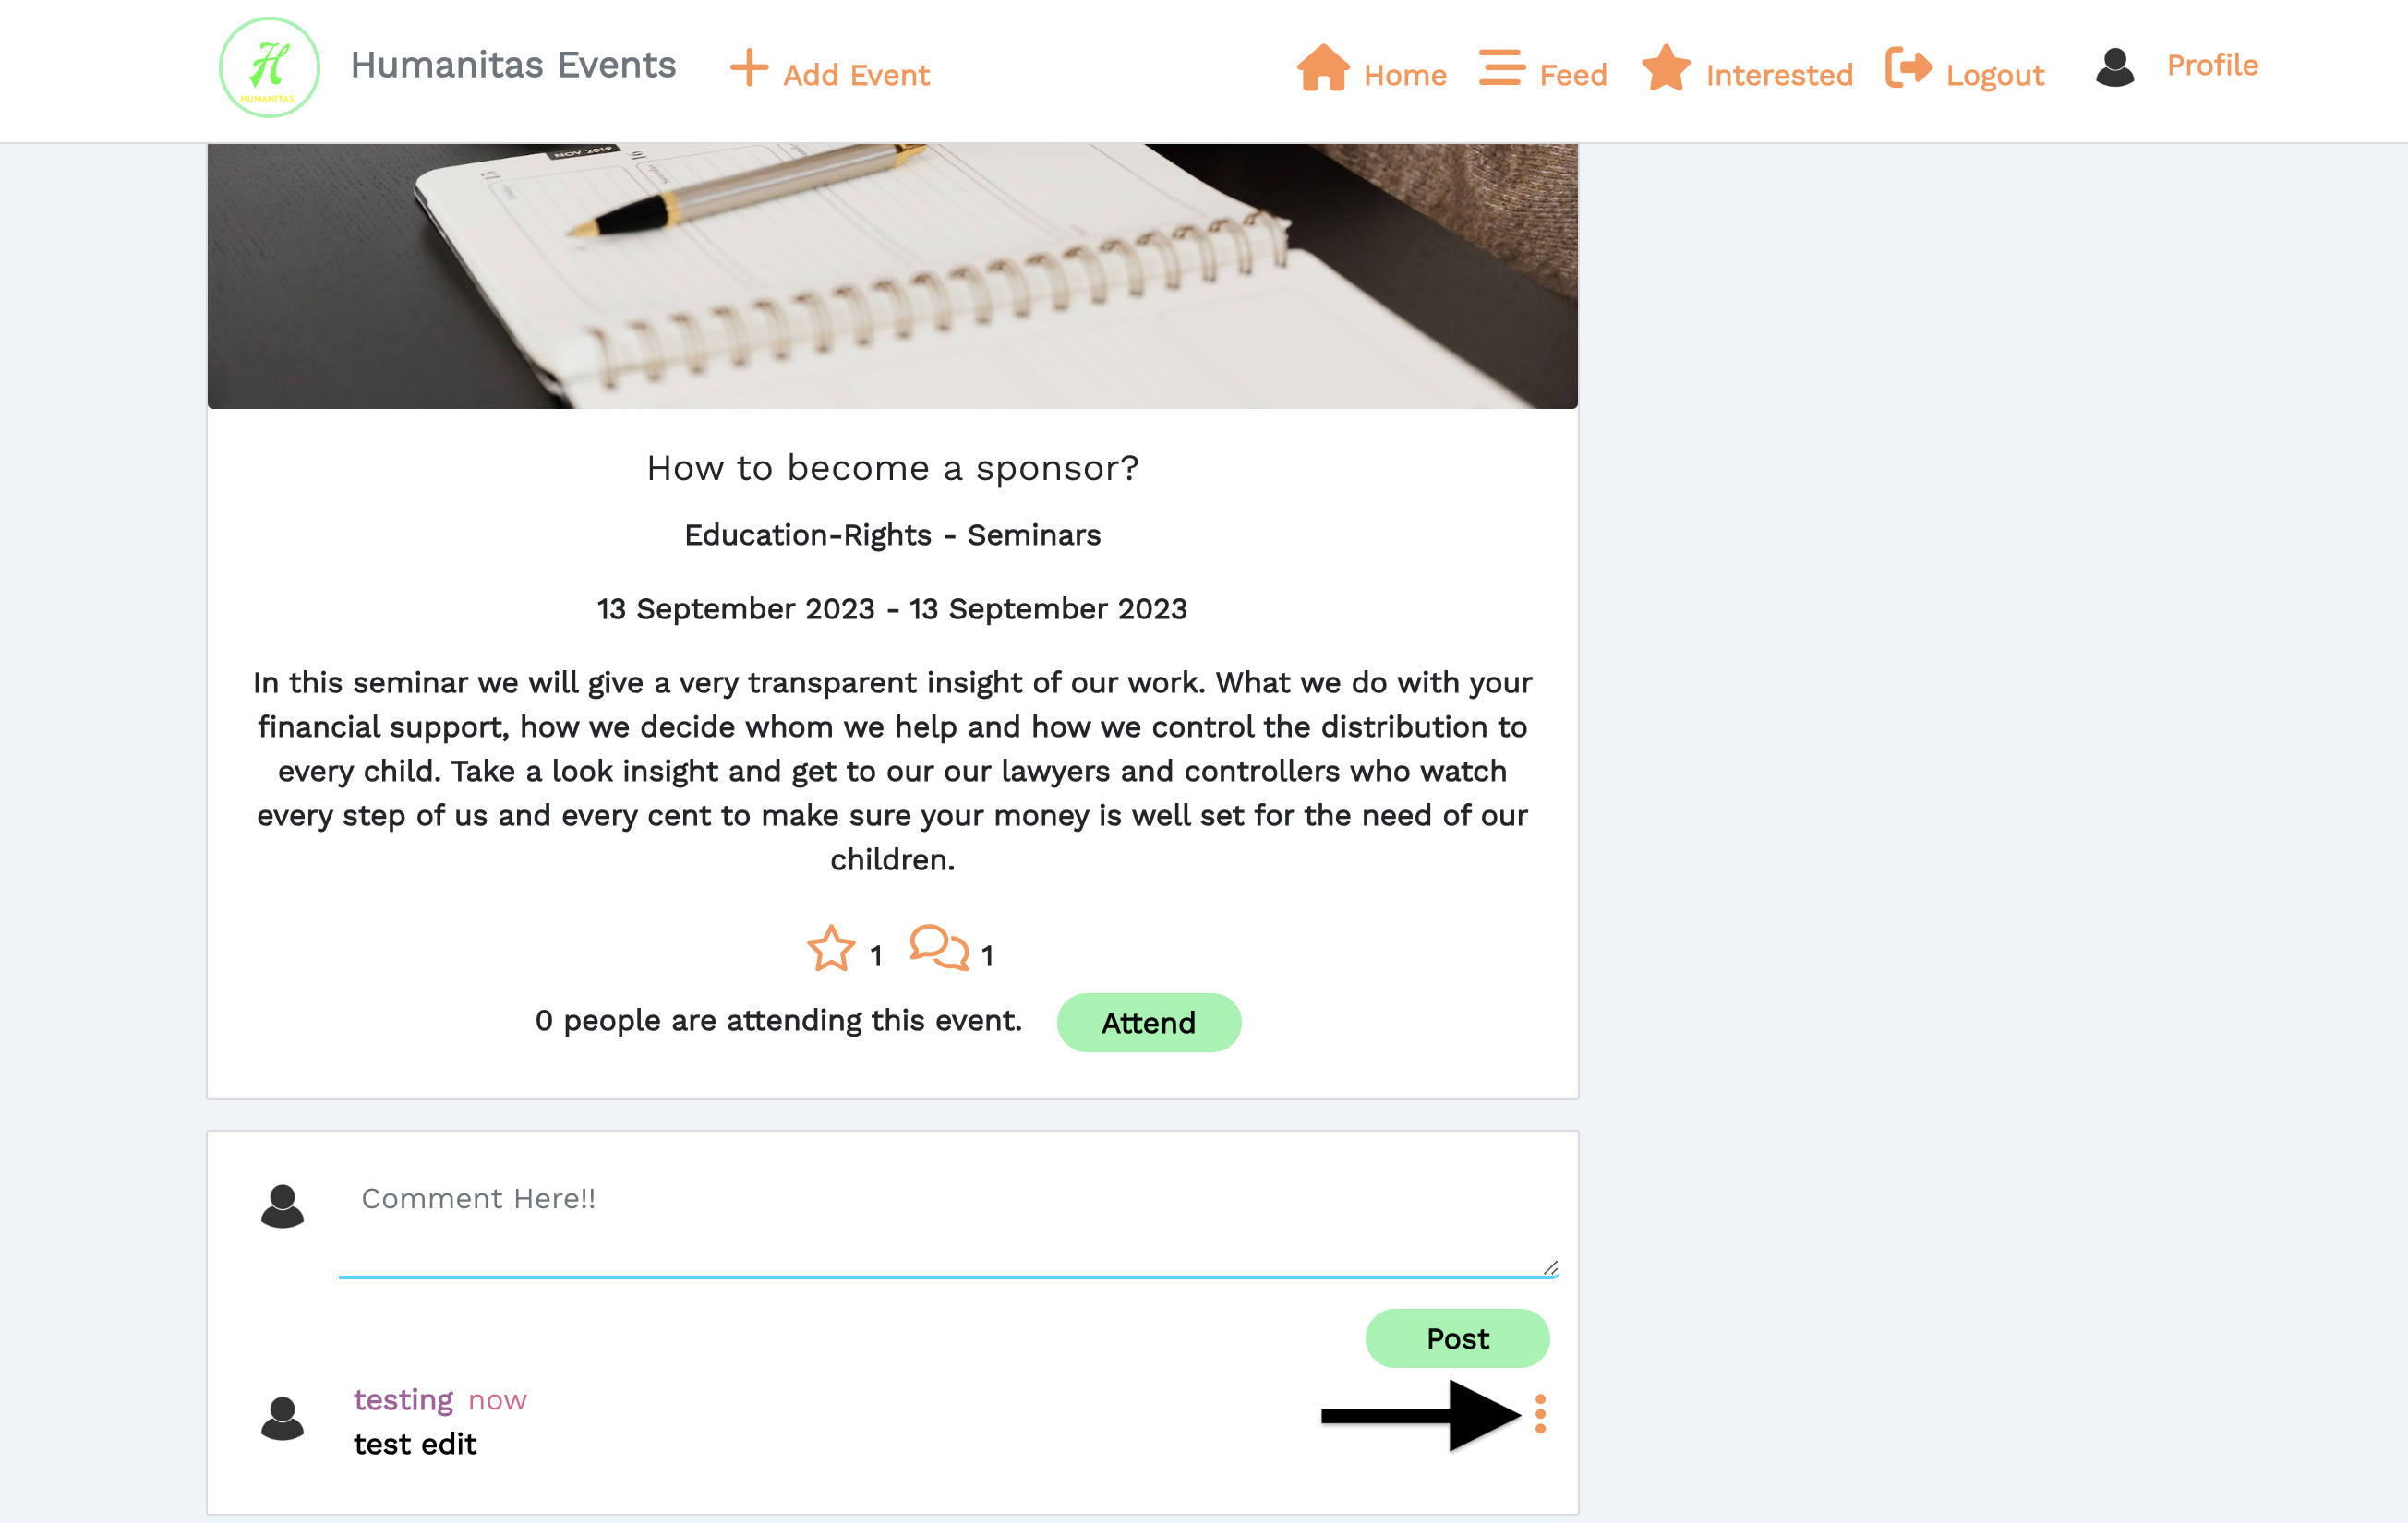 H
HUMANITAS
Humanitas Events
Add Event
Home
Feed
Interested
Logout
Profile
NOV 2019
16
15
How to become a sponsor?
Education-Rights - Seminars
13 September 2023 - 13 September 2023
In this seminar we will give a very transparent insight of our work. What we do with your
financial support, how we decide whom we help and how we control the distribution to
every child. Take a look insight and get to our our lawyers and controllers who watch
every step of us and every cent to make sure your money is well set for the need of our
children.
1 1
0 people are attending this event. Attend
Comment Here!!
Post
testing now
test edit